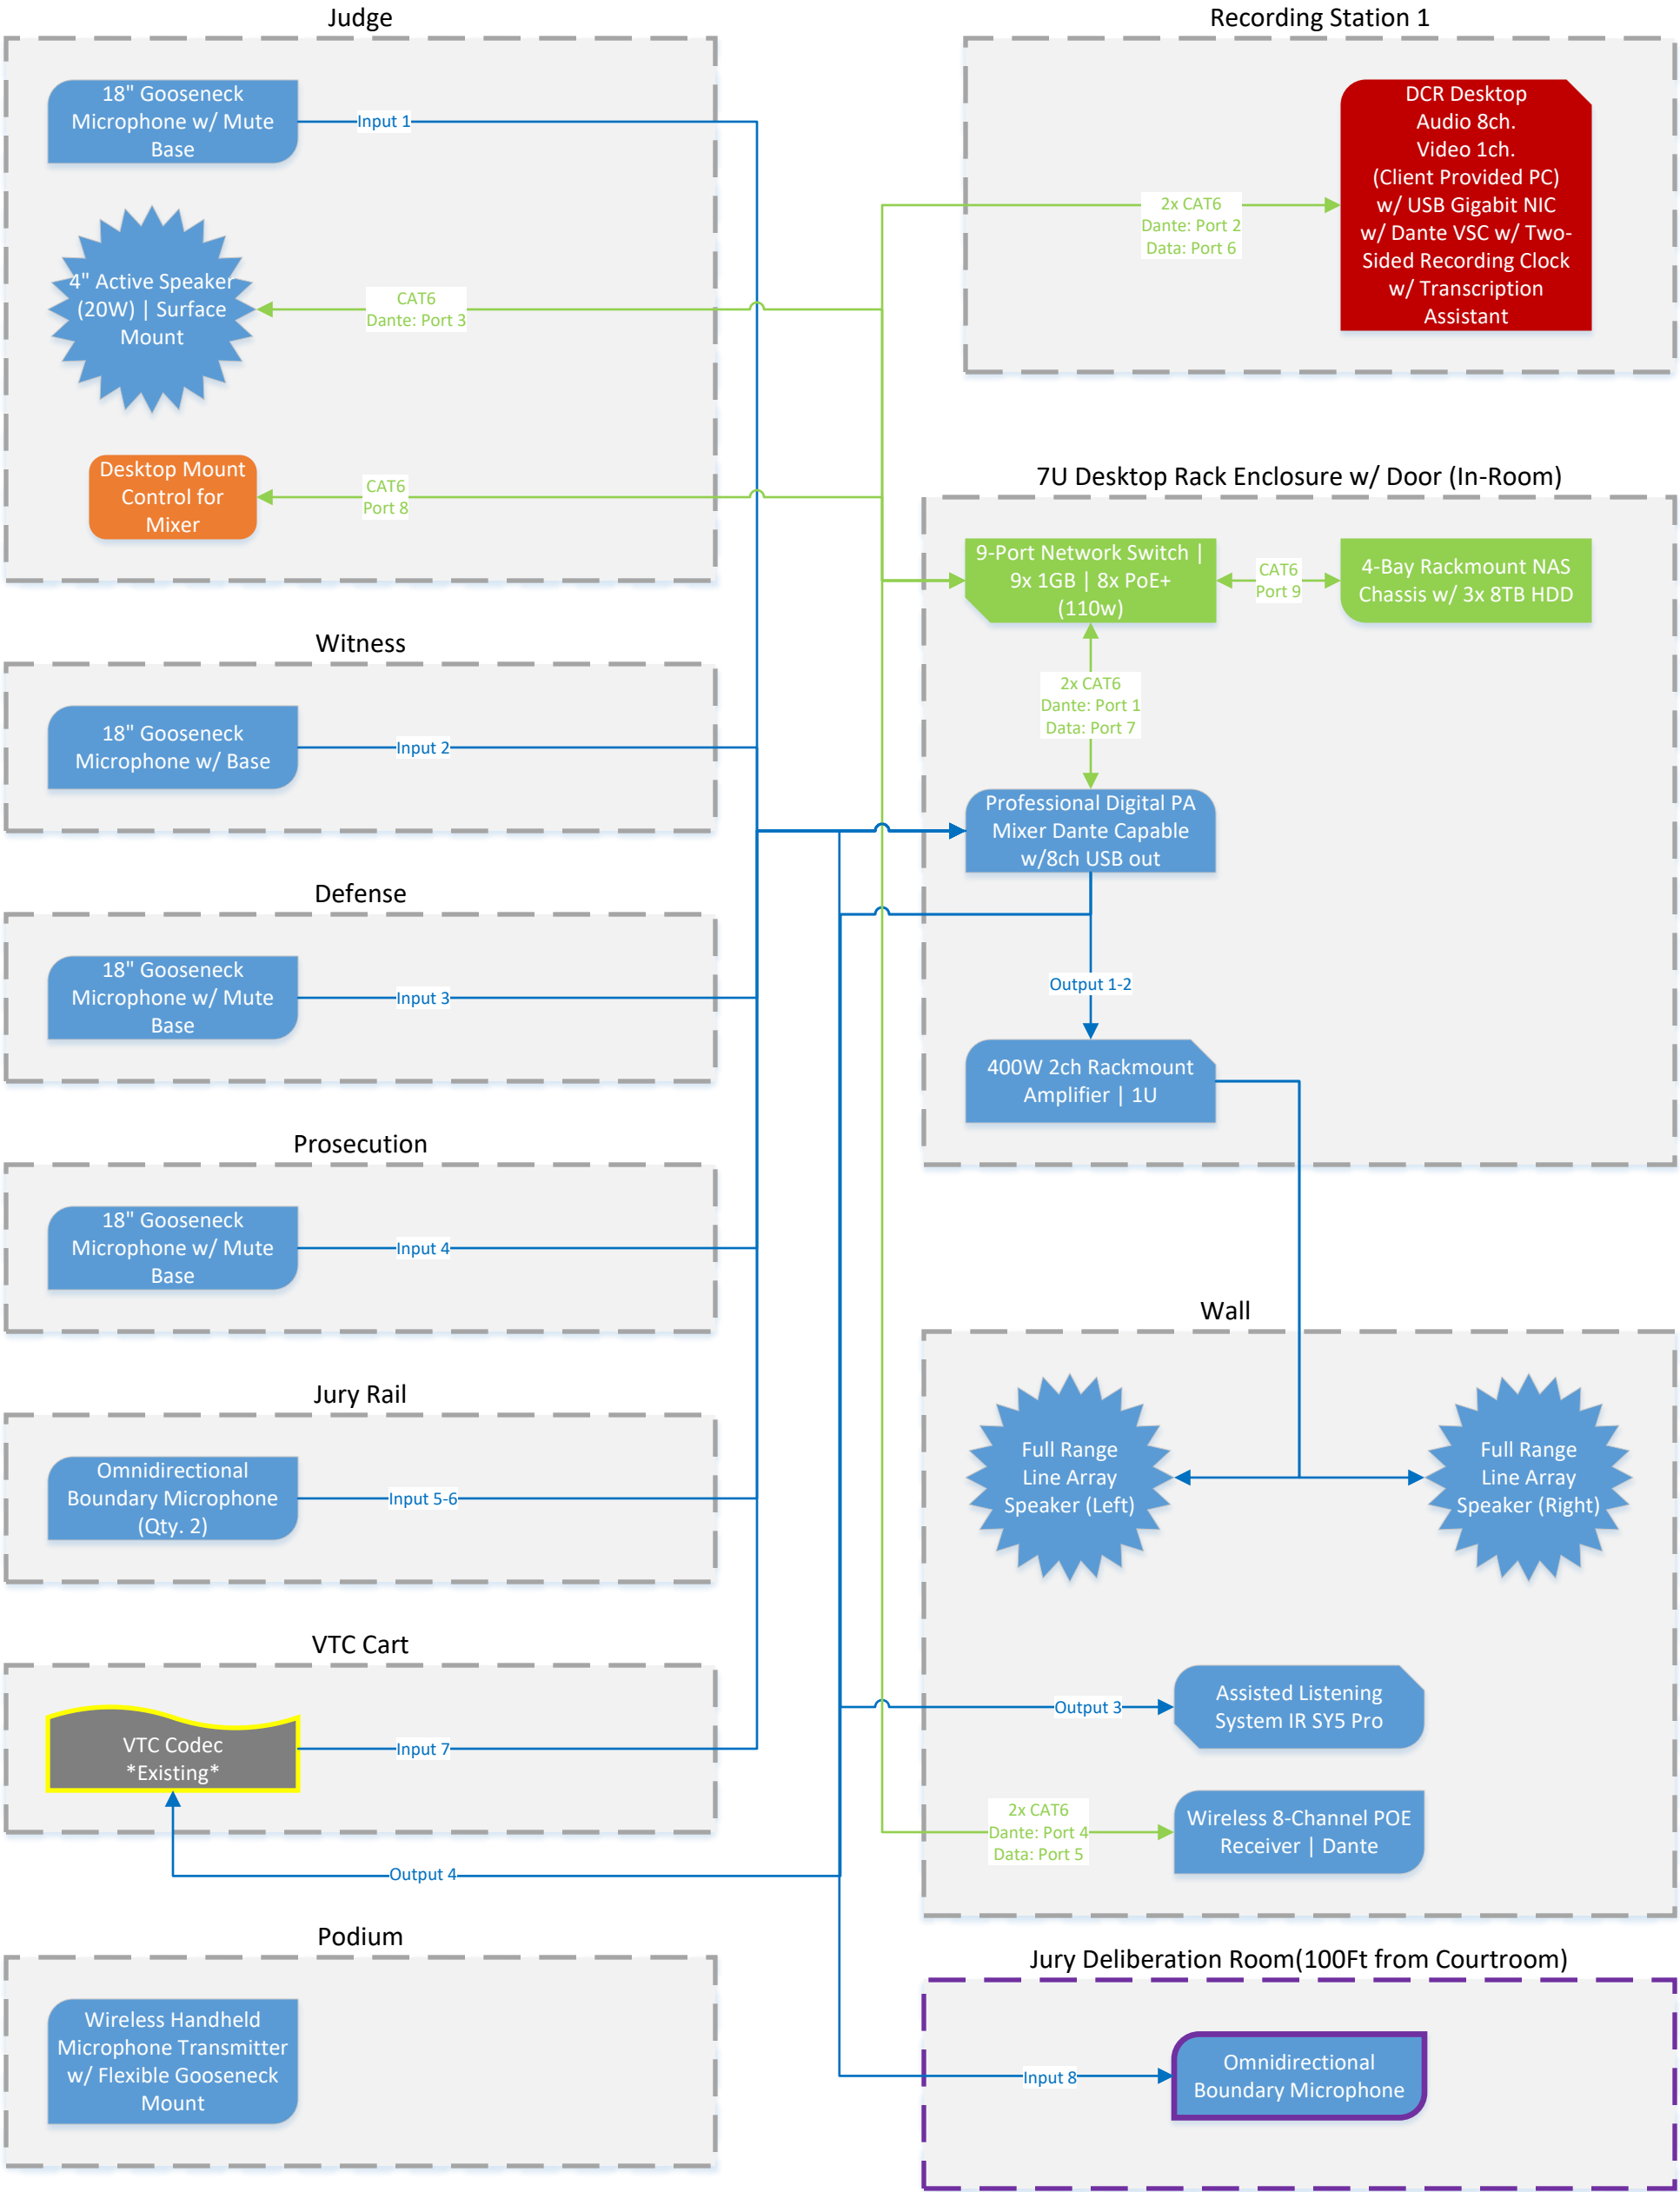 Judge
18" Gooseneck
Microphone w/ Mute
Base
Input 1
4" Active Speaker
(20W) | Surface
Mount
CAT6
Dante: Port 3
Desktop Mount
Control for
Mixer
CAT6
Port 8
Witness
18" Gooseneck
Microphone w/ Base
Input 2
Defense
18" Gooseneck
Microphone w/ Mute
Base
Input 3
Prosecution
18" Gooseneck
Microphone w/ Mute
Base
Input 4
Jury Rail
Omnidirectional
Boundary Microphone
(Qty. 2)
Input 5-6
VTC Cart
VTC Codec
*Existing*
Input 7
Output 4
Podium
Wireless Handheld
Microphone Transmitter
w/ Flexible Gooseneck
Mount
Recording Station 1
2x CAT6
Dante: Port 2
Data: Port 6
DCR Desktop
Audio 8ch.
Video 1ch.
(Client Provided PC)
w/ USB Gigabit NIC
w/ Dante VSC w/ Two-
Sided Recording Clock
w/ Transcription
Assistant
7U Desktop Rack Enclosure w/ Door (In-Room)
9-Port Network Switch |
9x 1GB | 8x PoE+
(110w)
CAT6
Port 9
4-Bay Rackmount NAS
Chassis w/ 3x 8TB HDD
2x CAT6
Dante: Port 1
Data: Port 7
Professional Digital PA
Mixer Dante Capable
w/8ch USB out
Output 1-2
400W 2ch Rackmount
Amplifier | 1U
Wall
Full Range
Line Array
Speaker (Left)
Full Range
Line Array
Speaker (Right)
Output 3
Assisted Listening
System IR SY5 Pro
2x CAT6
Dante: Port 4
Data: Port 5
Wireless 8-Channel POE
Receiver | Dante
Jury Deliberation Room(100Ft from Courtroom)
Input 8
Omnidirectional
Boundary Microphone